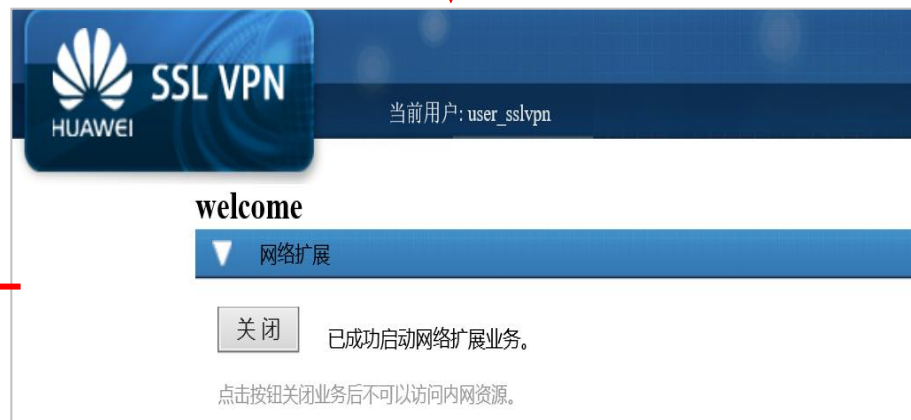 SSL VPN
HUAWEI
当前用户: user_sslvpn
welcome
网络扩展
关闭
已成功启动网络扩展业务。
点击按钮关闭业务后不可以访问内网资源。